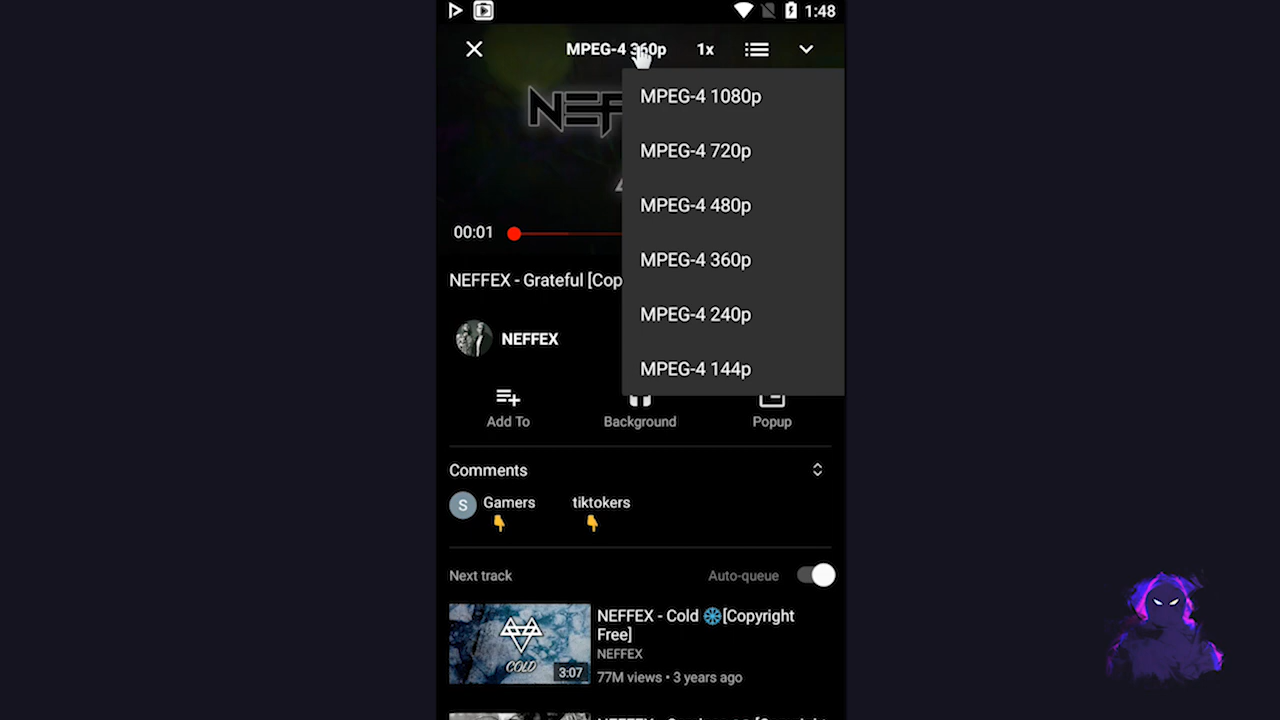 1:48
MPEG-4 360p 1x
MPEG-4 1080p
MPEG-4 720p
MPEG-4 480p
MPEG-4 360p
MPEG-4 240p
MPEG-4 144p
NEF
00:01
NEFFEX - Grateful [Cop
NEFFEX
Add To Background Popup
Comments
S Gamers tiktokers
👇 👇
Next track Auto-queue
NEFFEX - Cold ❄️[Copyright
Free]
NEFFEX
77M views • 3 years ago
COLD
3:07